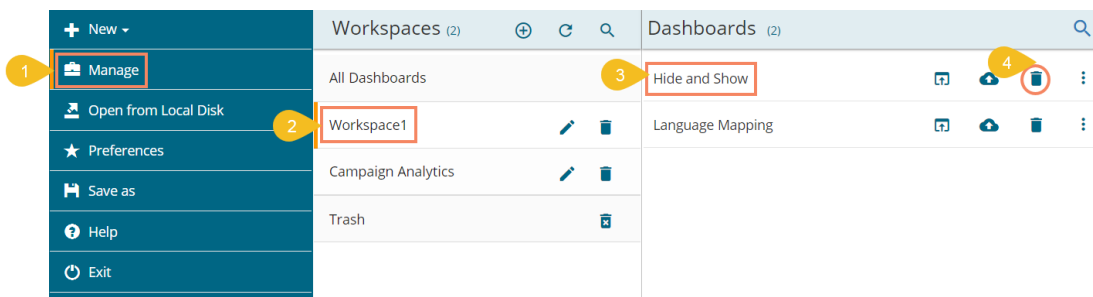 New
1 Manage
Open from Local Disk
Preferences
Save as
Help
Exit
Workspaces (2)
All Dashboards
2 Workspace1
Campaign Analytics
Trash
Dashboards (2)
3 Hide and Show
4
Language Mapping